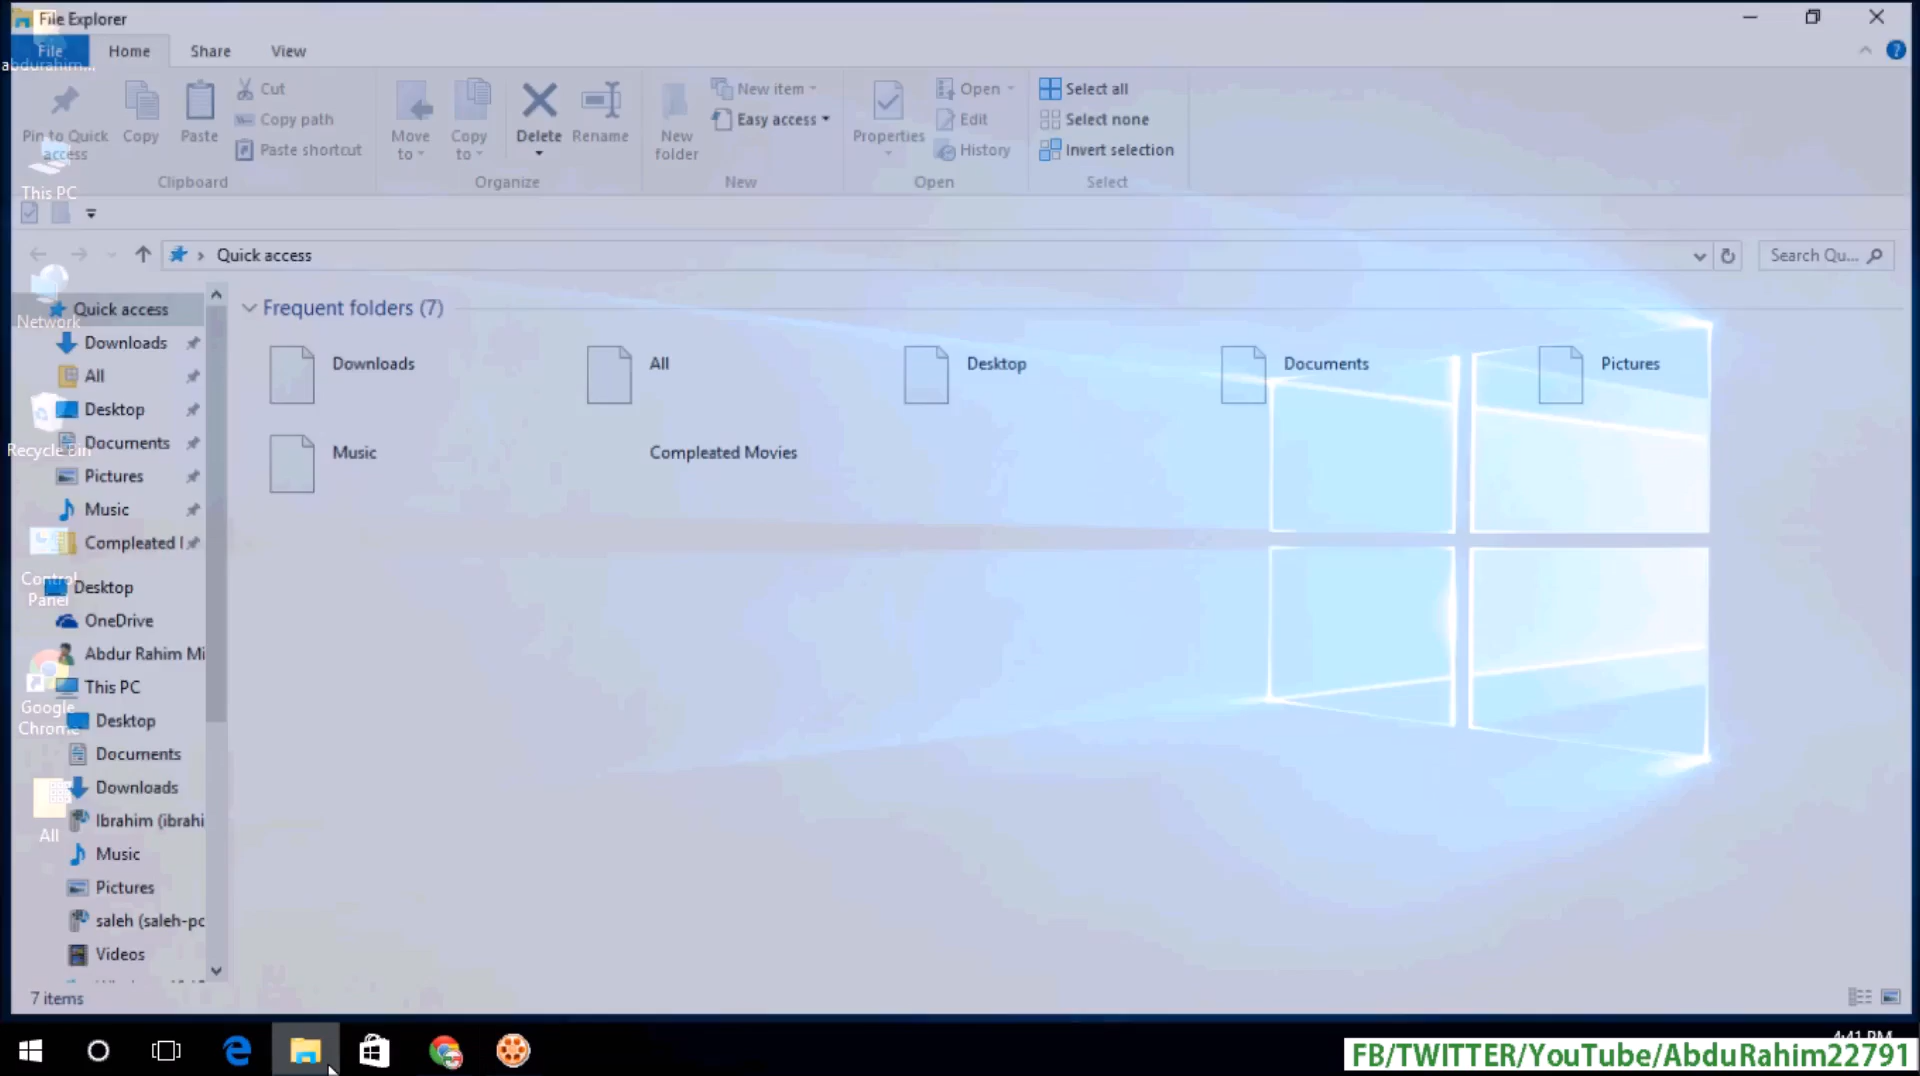 File Explorer
File
Home
Share
View
abdurahim...
Pin to Quick access
Copy
Paste
Cut
Copy path
Paste shortcut
Move to
Copy to
Delete
Rename
New folder
New item
Easy access
Properties
Open
Edit
History
Select all
Select none
Invert selection
Clipboard
Organize
New
Open
Select
This PC
Quick access
Search Qu...
Network
Quick access
Downloads
All
Desktop
Recycle Bin
Documents
Pictures
Music
Compleated
Control Panel
Desktop
OneDrive
Abdur Rahim Mi
This PC
Google Chrome
Desktop
Documents
Downloads
All
Ibrahim (ibrahi
Music
Pictures
saleh (saleh-pc
Videos
Frequent folders (7)
Downloads
All
Desktop
Documents
Pictures
Music
Compleated Movies
7 items
4:41 PM
FB/TWITTER/YouTube/AbduRahim22791